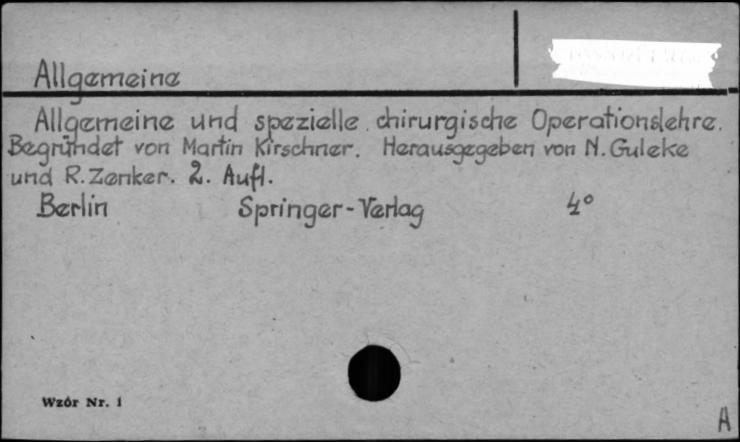 Allgemeine
Allgemeine und spezielle chirurgische Operationslehre.
Begründet von Martin Kirschner. Herausgegeben von N. Guleke
und R. Zenker. 2. Aufl.
Berlin Springer-Verlag 4°
Wzór Nr. 1
A